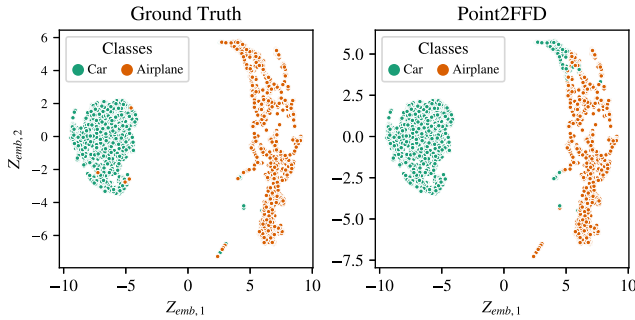 Ground Truth
Classes
Car Airplane
6
4
2
0
−2
−4
−6
Z_emb,2
−10 −5 0 5 10
Z_emb,1
Point2FFD
Classes
Car Airplane
5.0
2.5
0.0
−2.5
−5.0
−7.5
−10 −5 0 5 10
Z_emb,1